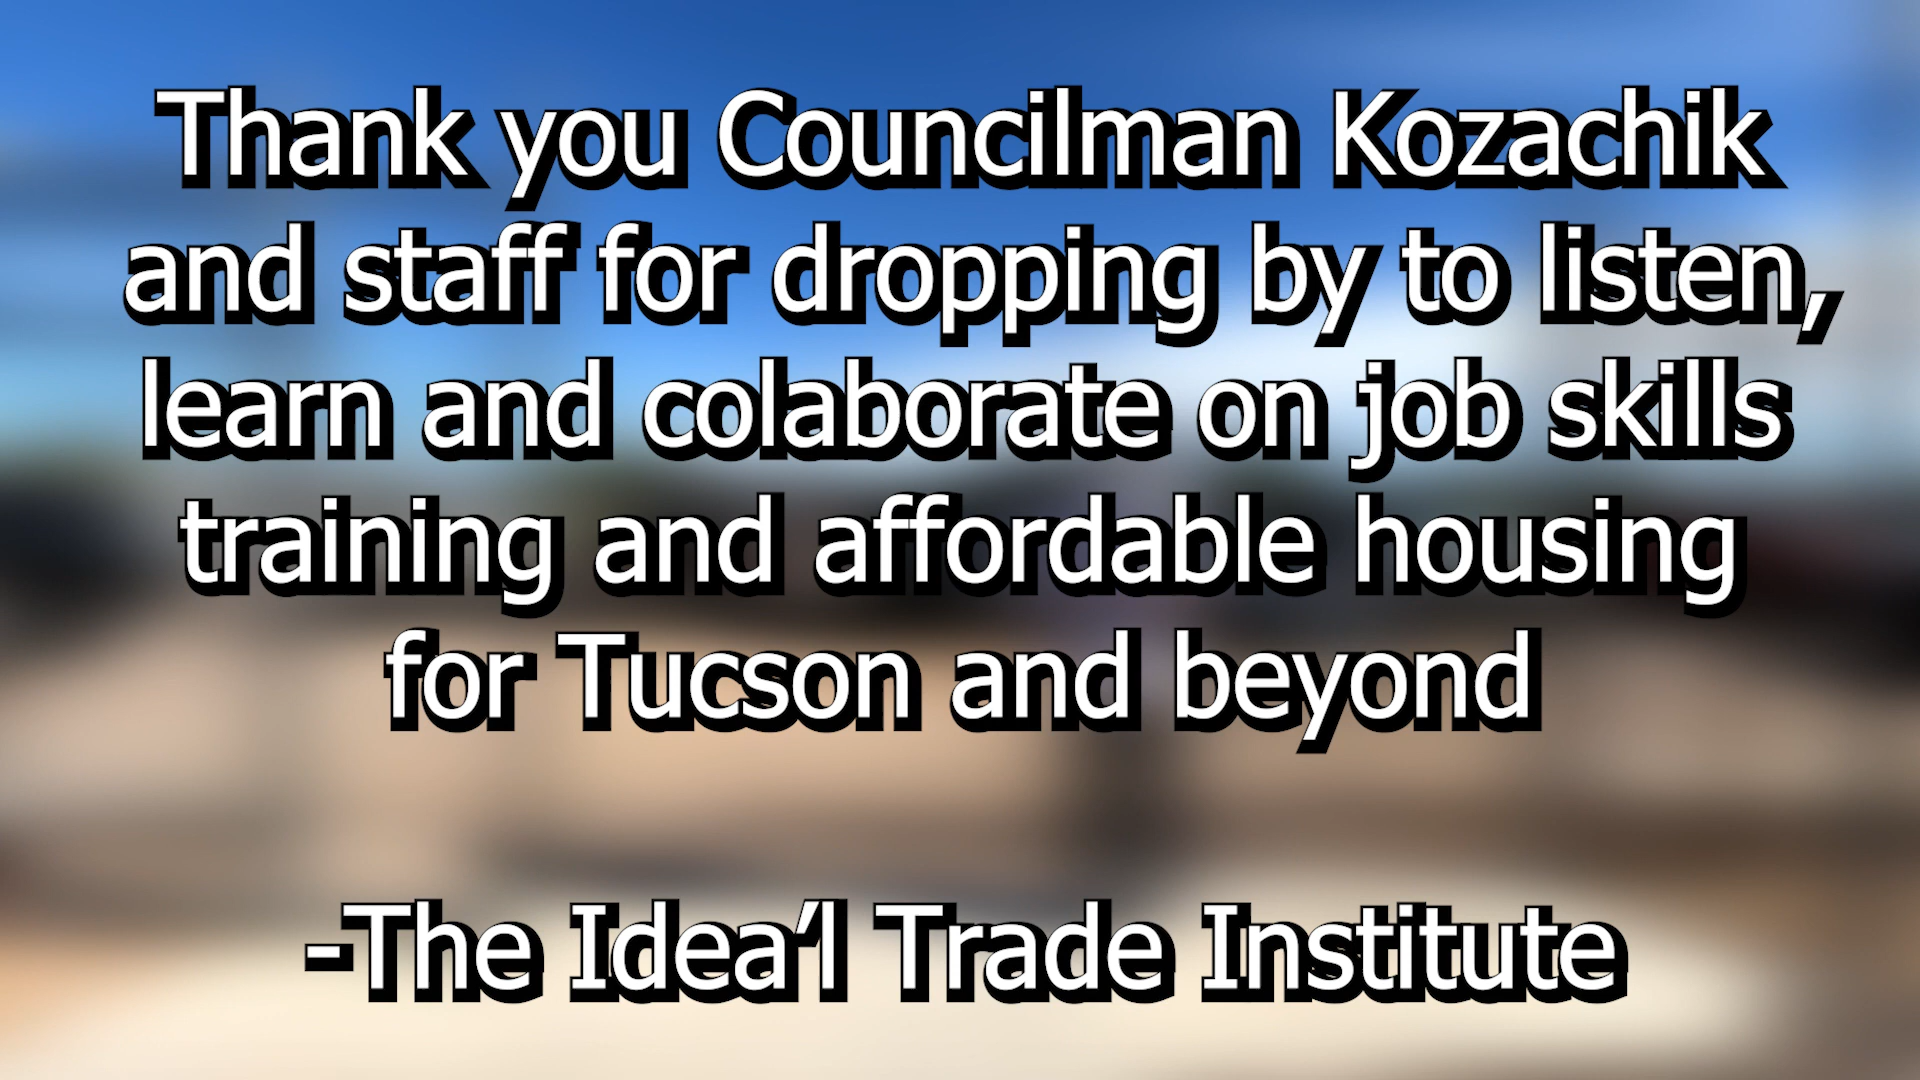 Thank you Councilman Kozachik
and staff for dropping by to listen,
learn and colaborate on job skills
training and affordable housing
for Tucson and beyond
-The Idea’l Trade Institute